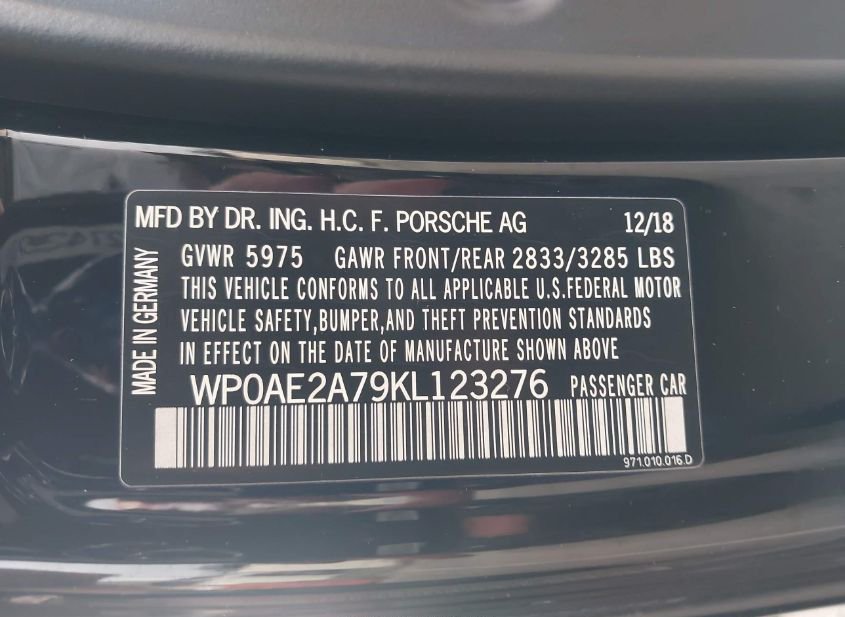 MFD BY DR. ING. H.C. F. PORSCHE AG 12/18
GVWR 5975 GAWR FRONT/REAR 2833/3285 LBS
THIS VEHICLE CONFORMS TO ALL APPLICABLE U.S.FEDERAL MOTOR
VEHICLE SAFETY,BUMPER,AND THEFT PREVENTION STANDARDS
IN EFFECT ON THE DATE OF MANUFACTURE SHOWN ABOVE
MADE IN GERMANY
WP0AE2A79KL123276 PASSENGER CAR
971.010.016.D